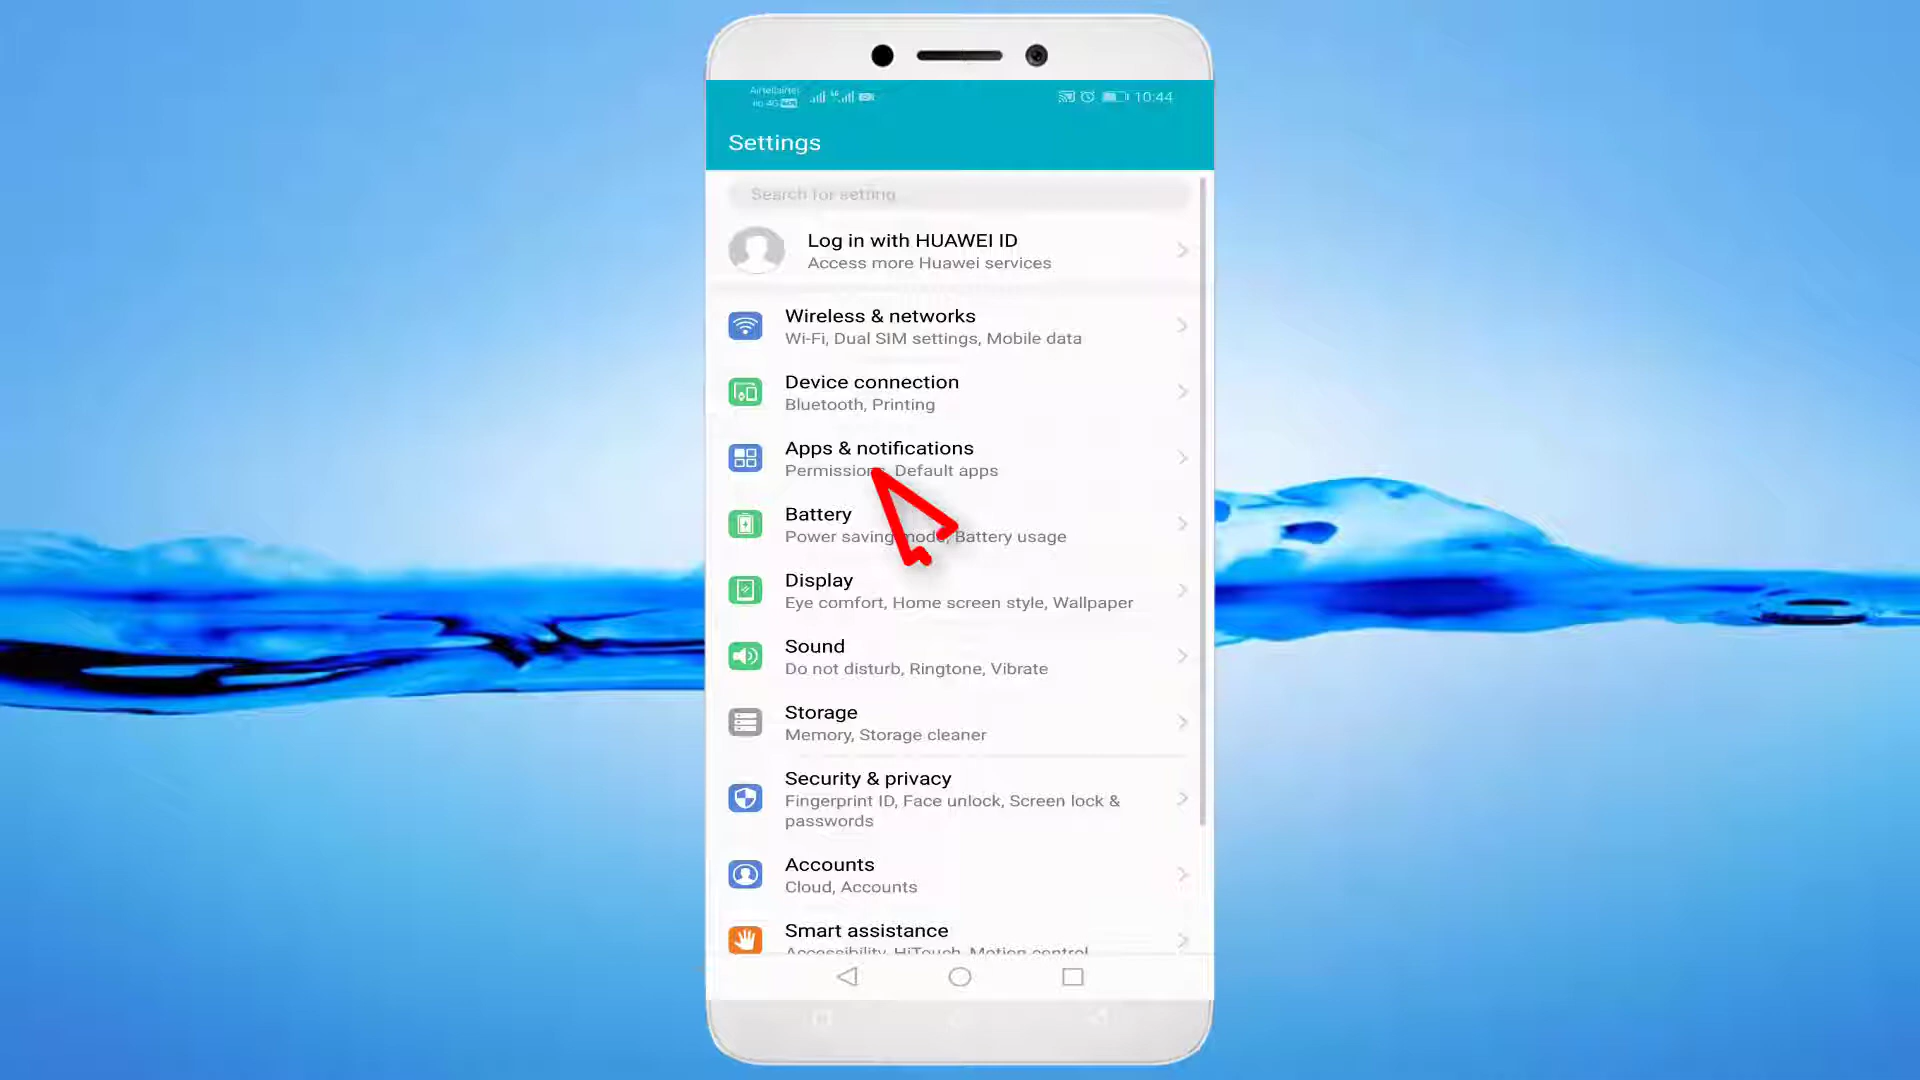 Airtel|airtel
10:44
Settings
Search for setting
Log in with HUAWEI ID
Access more Huawei services
Wireless & networks
Wi-Fi, Dual SIM settings, Mobile data
Device connection
Bluetooth, Printing
Apps & notifications
Permissions, Default apps
Battery
Power saving mode, Battery usage
Display
Eye comfort, Home screen style, Wallpaper
Sound
Do not disturb, Ringtone, Vibrate
Storage
Memory, Storage cleaner
Security & privacy
Fingerprint ID, Face unlock, Screen lock &
passwords
Accounts
Cloud, Accounts
Smart assistance
Accessibility, HiTouch, Motion control